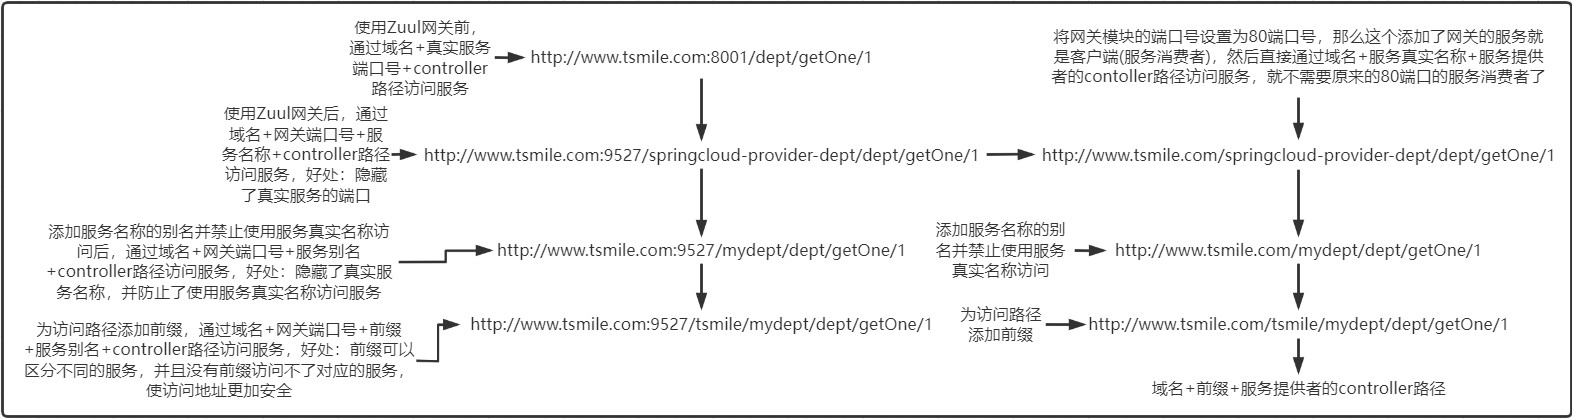 使用Zuul网关前，
通过域名+真实服务
端口号+controller
路径访问服务
http://www.tsmile.com:8001/dept/getOne/1
将网关模块的端口号设置为80端口号，那么这个添加了网关的服务就
是客户端(服务消费者)，然后直接通过域名+服务真实名称+服务提供
者的contoller路径访问服务，就不需要原来的80端口的服务消费者了
使用Zuul网关后，通过
域名+网关端口号+服
务名称+controller路径
访问服务，好处：隐藏
了真实服务的端口
http://www.tsmile.com:9527/springcloud-provider-dept/dept/getOne/1
http://www.tsmile.com/springcloud-provider-dept/dept/getOne/1
添加服务名称的别名并禁止使用服务真实名称访
问后，通过域名+网关端口号+服务别名
+controller路径访问服务，好处：隐藏了真实服
务名称，并防止了使用服务真实名称访问服务
http://www.tsmile.com:9527/mydept/dept/getOne/1
添加服务名称的别
名并禁止使用服务
真实名称访问
http://www.tsmile.com/mydept/dept/getOne/1
为访问路径添加前缀，通过域名+网关端口号+前缀
+服务别名+controller路径访问服务，好处：前缀可以
区分不同的服务，并且没有前缀访问不了对应的服务，
使访问地址更加安全
http://www.tsmile.com:9527/tsmile/mydept/dept/getOne/1
为访问路径
添加前缀
http://www.tsmile.com/tsmile/mydept/dept/getOne/1
域名+前缀+服务提供者的controller路径